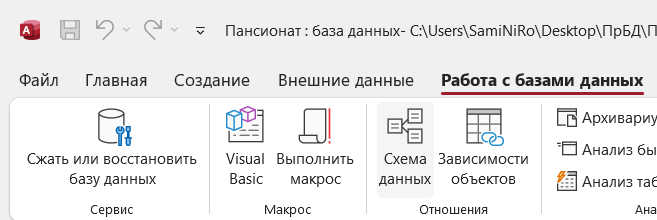 Пансионат : база данных- C:\Users\SamiNiRo\Desktop\ПрБД\П
Файл Главная Создание Внешние данные Работа с базами данных
Сжать или восстановить базу данных
Visual Basic
Выполнить макрос
Схема данных
Зависимости объектов
Архивариу
Анализ бы
Анализ таб
Сервис Макрос Отношения Ана